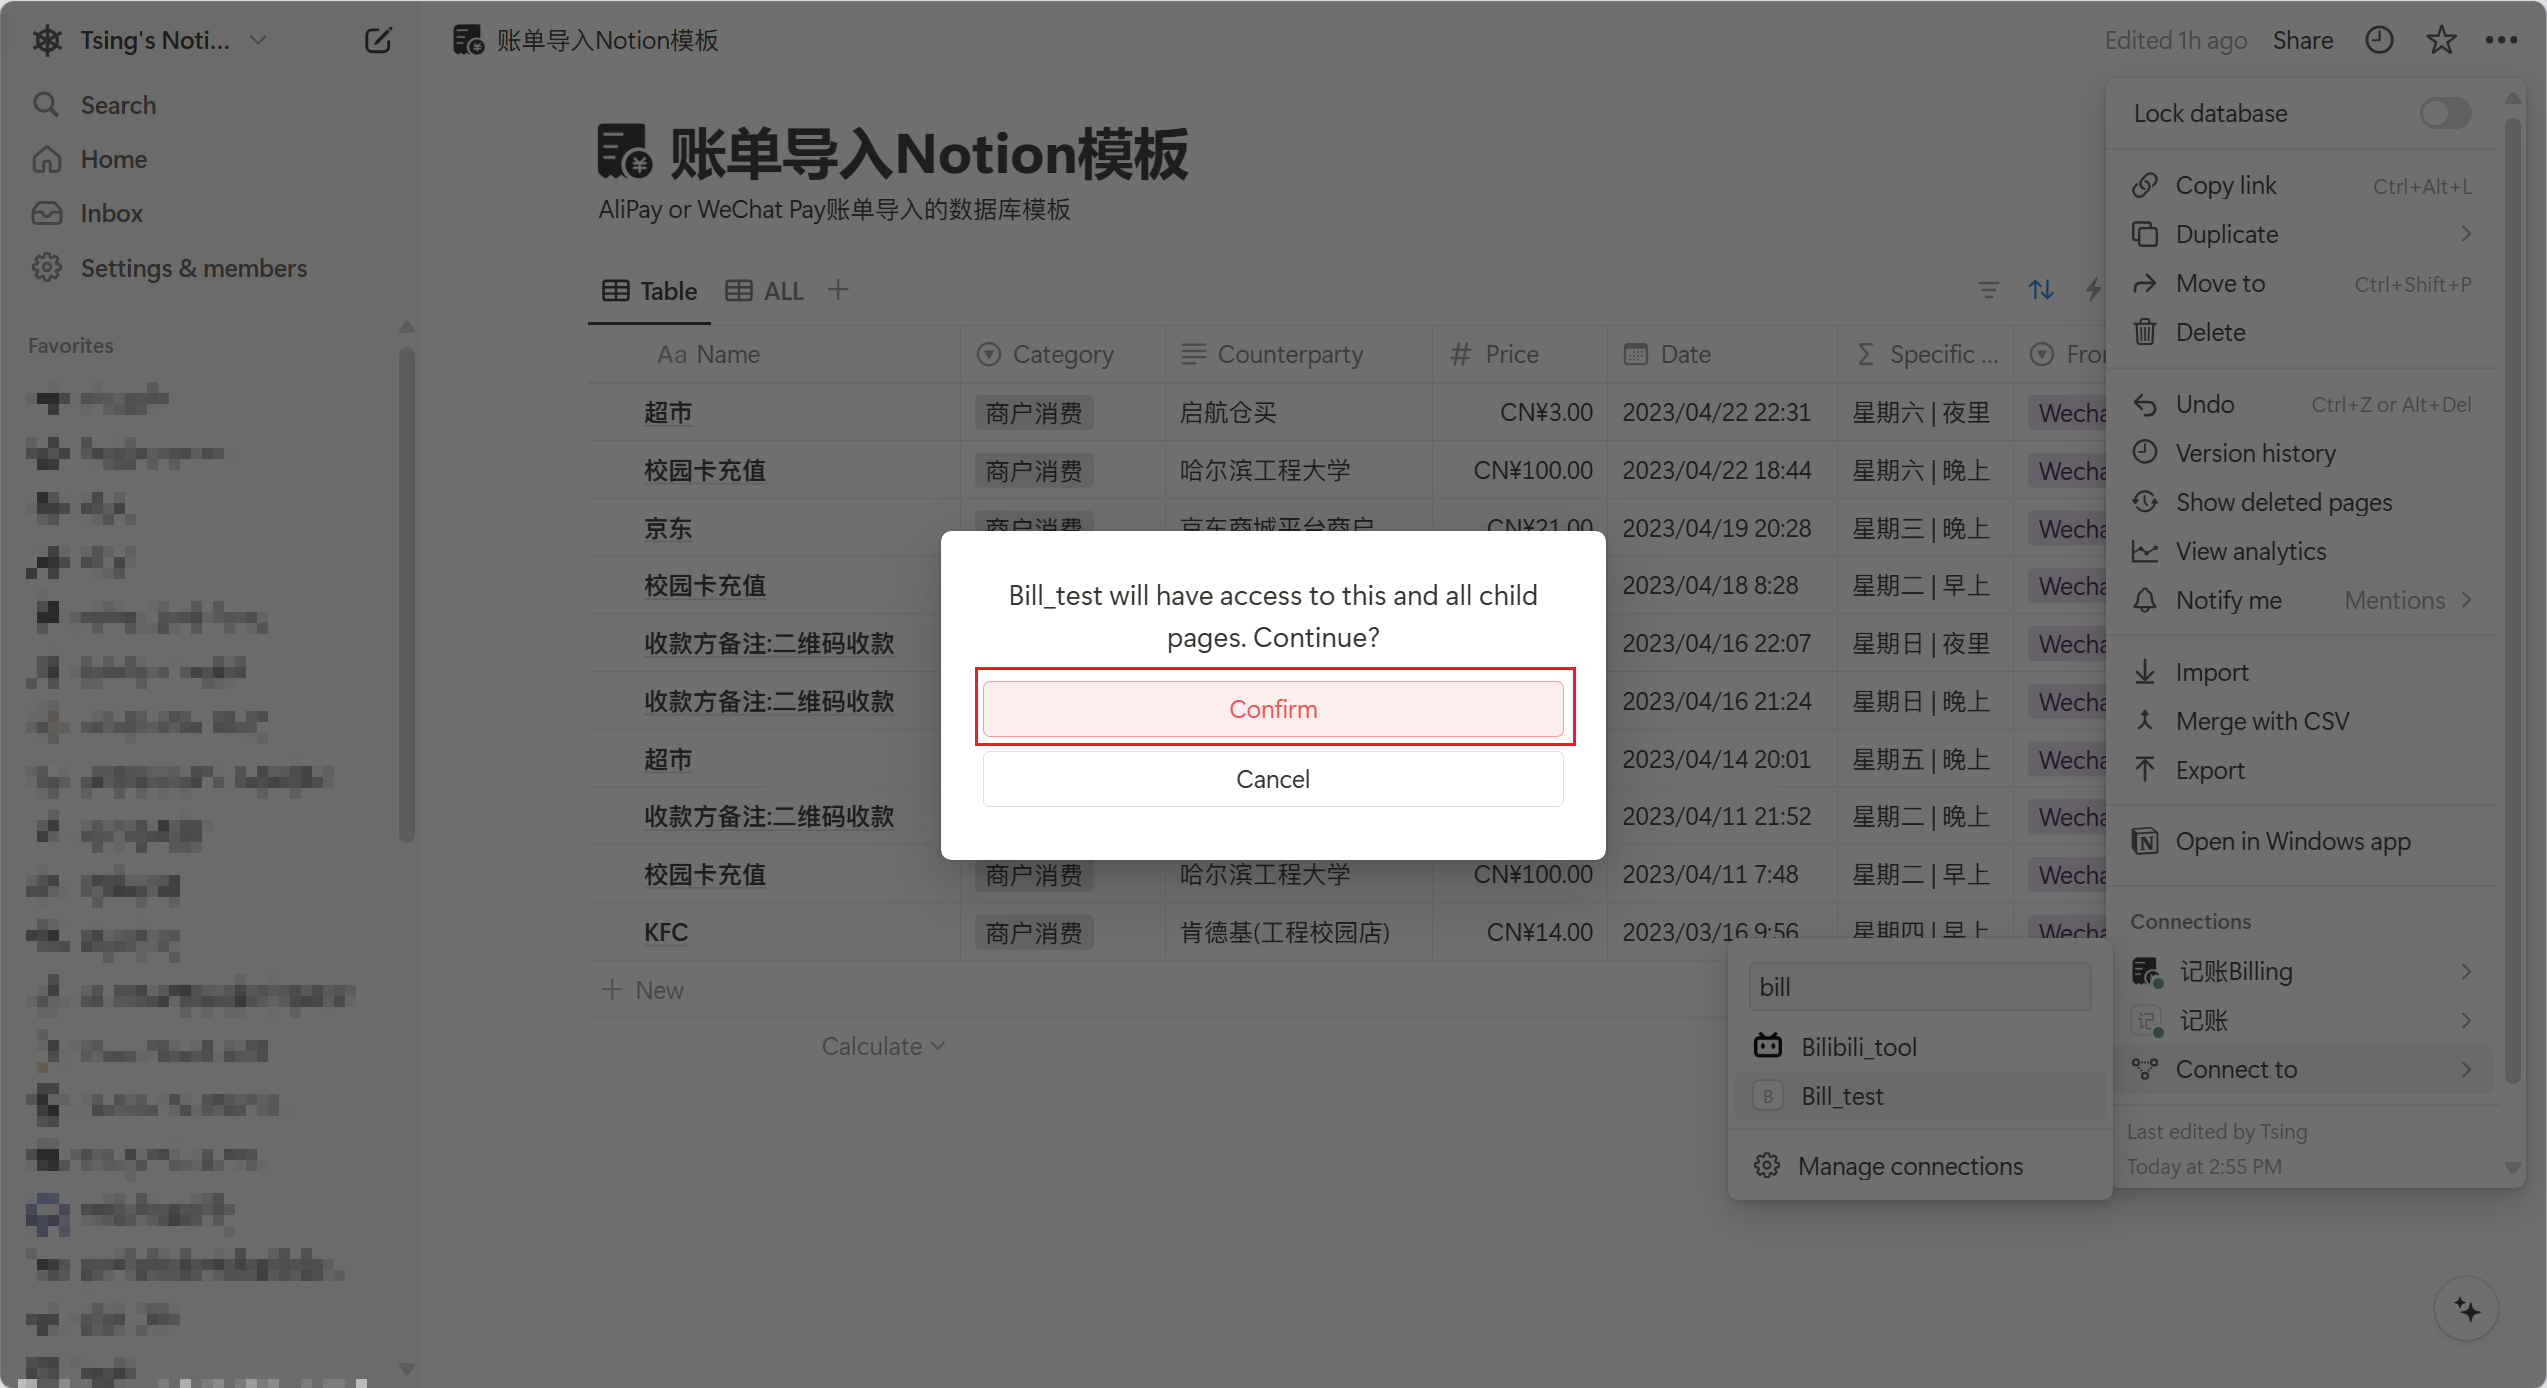 Tsing's Noti...
账单导入Notion模板
Edited 1h ago
Share
Search
Home
Inbox
Settings & members
Favorites
账单导入Notion模板
AliPay or WeChat Pay账单导入的数据库模板
Table
ALL
Aa Name
Category
Counterparty
# Price
Date
Σ Specific ...
超市
商户消费
启航仓买
CN¥3.00
2023/04/22 22:31
星期六 | 夜里
校园卡充值
商户消费
哈尔滨工程大学
CN¥100.00
2023/04/22 18:44
星期六 | 晚上
京东
商户消费
京东商城平台商户
CN¥21.00
2023/04/19 20:28
星期三 | 晚上
校园卡充值
2023/04/18 8:28
星期二 | 早上
收款方备注:二维码收款
2023/04/16 22:07
星期日 | 夜里
收款方备注:二维码收款
2023/04/16 21:24
星期日 | 晚上
超市
2023/04/14 20:01
星期五 | 晚上
收款方备注:二维码收款
2023/04/11 21:52
星期二 | 晚上
校园卡充值
商户消费
哈尔滨工程大学
CN¥100.00
2023/04/11 7:48
星期二 | 早上
KFC
商户消费
肯德基(工程校园店)
CN¥14.00
2023/03/16 9:56
星期四 | 早上
New
Calculate
Bill_test will have access to this and all child
pages. Continue?
Confirm
Cancel
bill
Bilibili_tool
B Bill_test
Manage connections
Lock database
Copy link Ctrl+Alt+L
Duplicate
Move to Ctrl+Shift+P
Delete
Undo Ctrl+Z or Alt+Del
Version history
Show deleted pages
View analytics
Notify me Mentions
Import
Merge with CSV
Export
Open in Windows app
Connections
记账Billing
记 记账
Connect to
Last edited by Tsing
Today at 2:55 PM